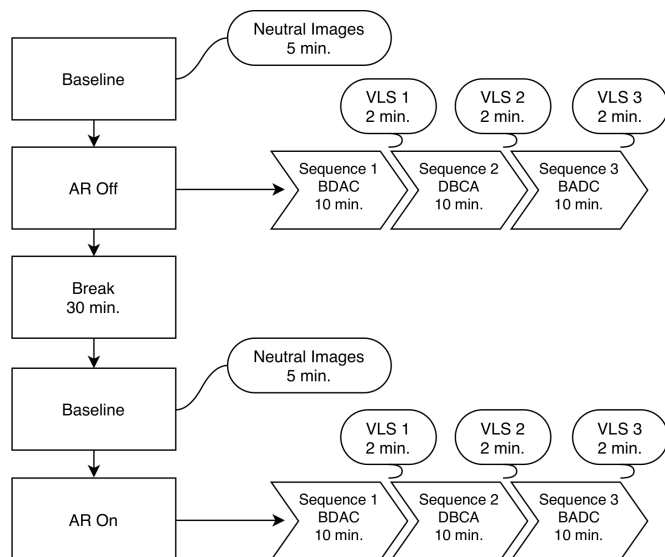 Neutral Images
5 min.
Baseline
VLS 1
2 min.
VLS 2
2 min.
VLS 3
2 min.
AR Off
Sequence 1
BDAC
10 min.
Sequence 2
DBCA
10 min.
Sequence 3
BADC
10 min.
Break
30 min.
Neutral Images
5 min.
Baseline
VLS 1
2 min.
VLS 2
2 min.
VLS 3
2 min.
AR On
Sequence 1
BDAC
10 min.
Sequence 2
DBCA
10 min.
Sequence 3
BADC
10 min.